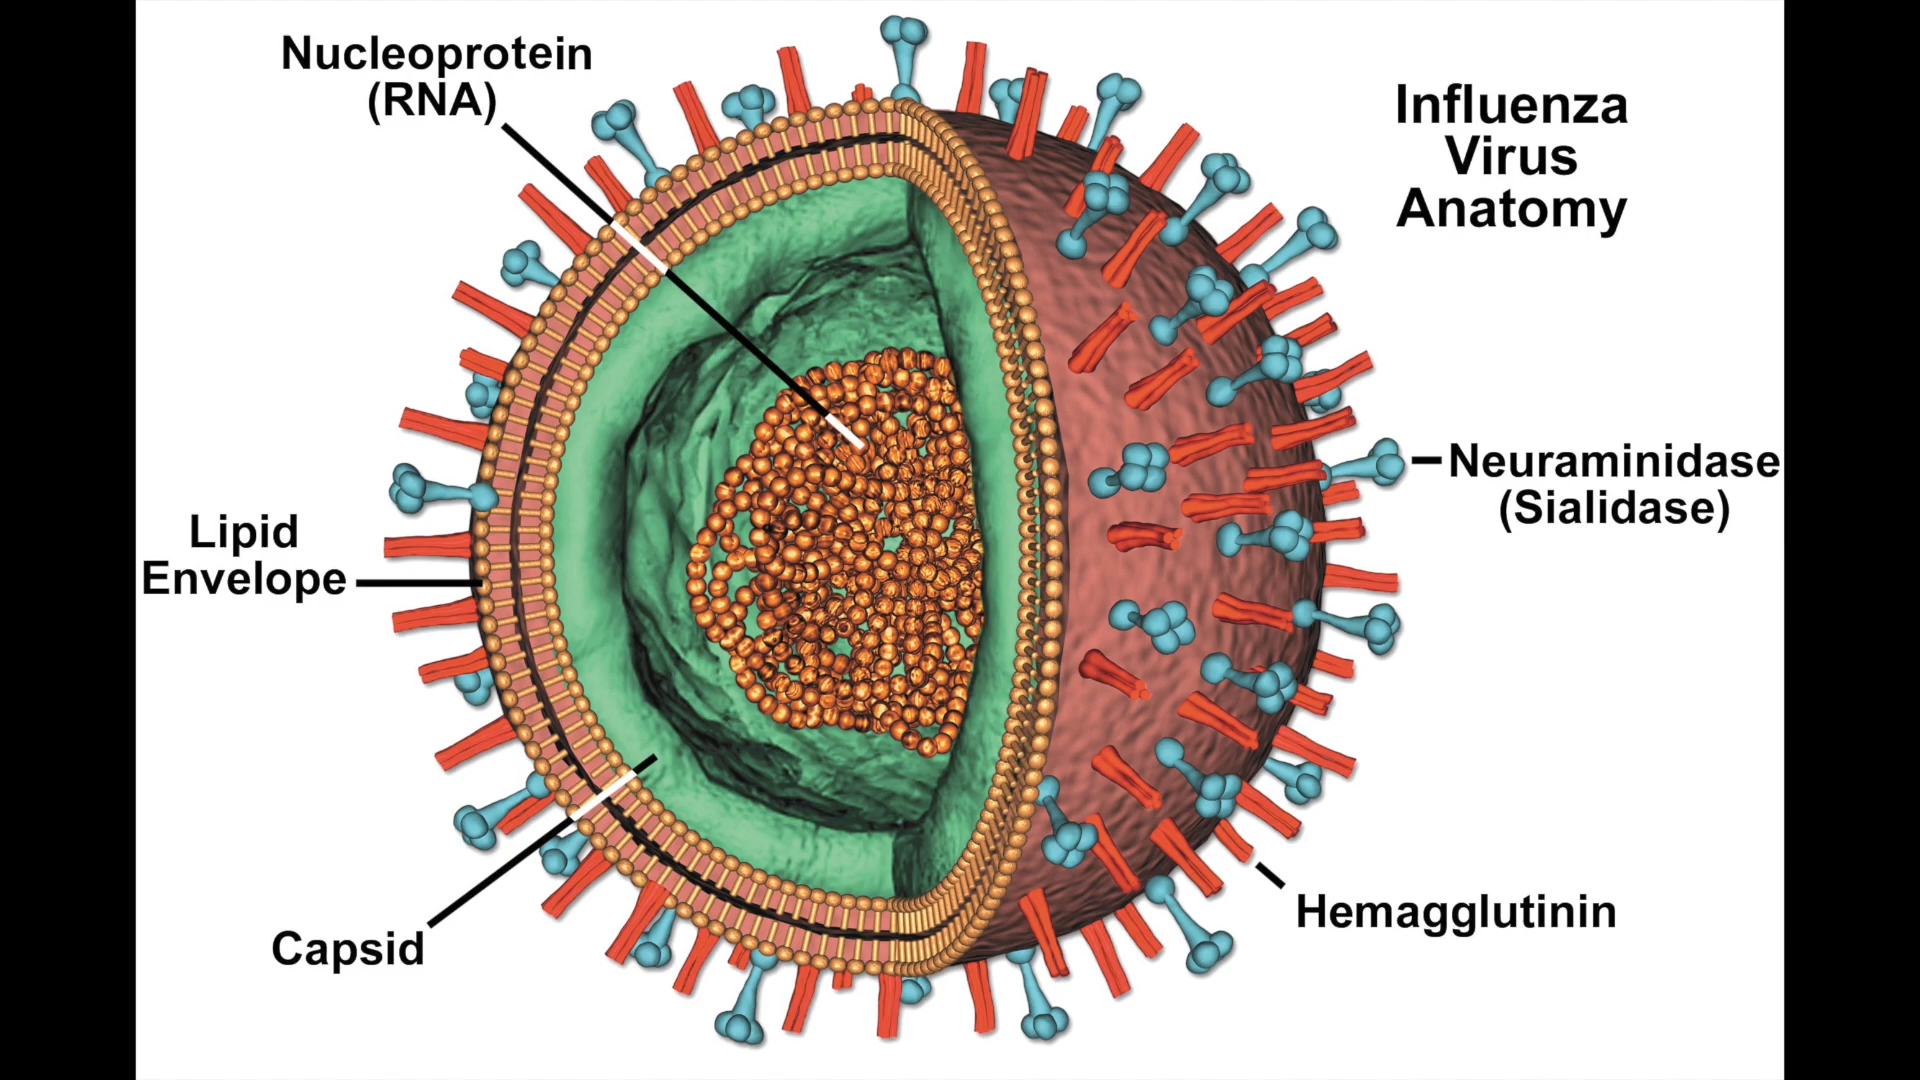 Nucleoprotein
(RNA)
Influenza
Virus
Anatomy
Neuraminidase
(Sialidase)
Lipid
Envelope
Hemagglutinin
Capsid